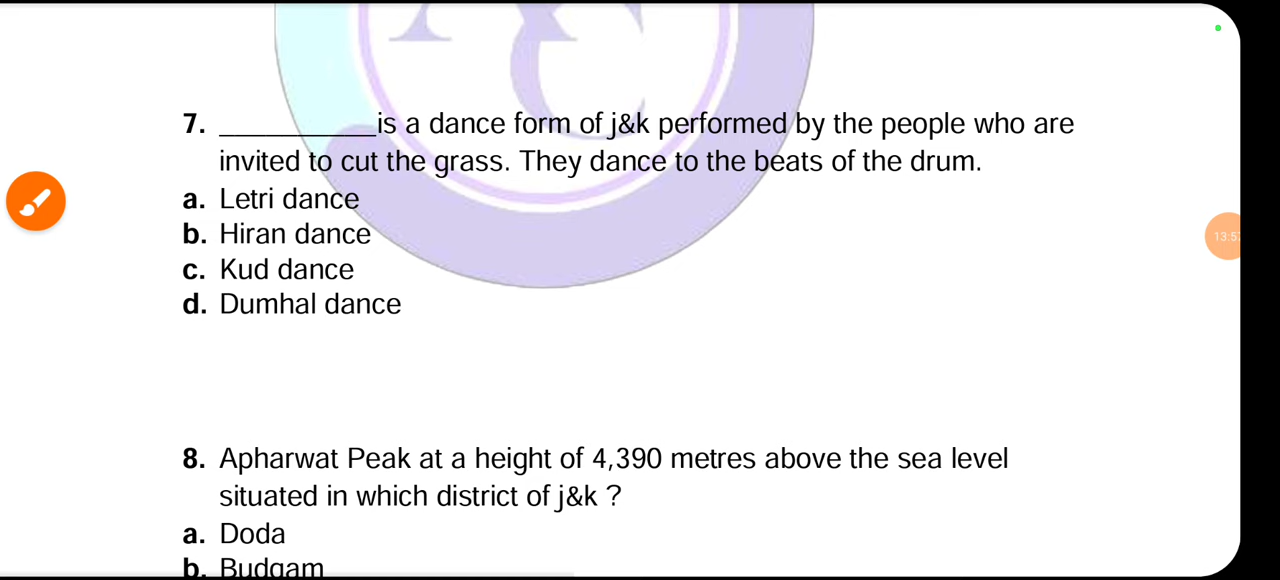 7. __________is a dance form of j&k performed by the people who are
invited to cut the grass. They dance to the beats of the drum.
a. Letri dance
b. Hiran dance
c. Kud dance
d. Dumhal dance
8. Apharwat Peak at a height of 4,390 metres above the sea level
situated in which district of j&k ?
a. Doda
b. Budgam